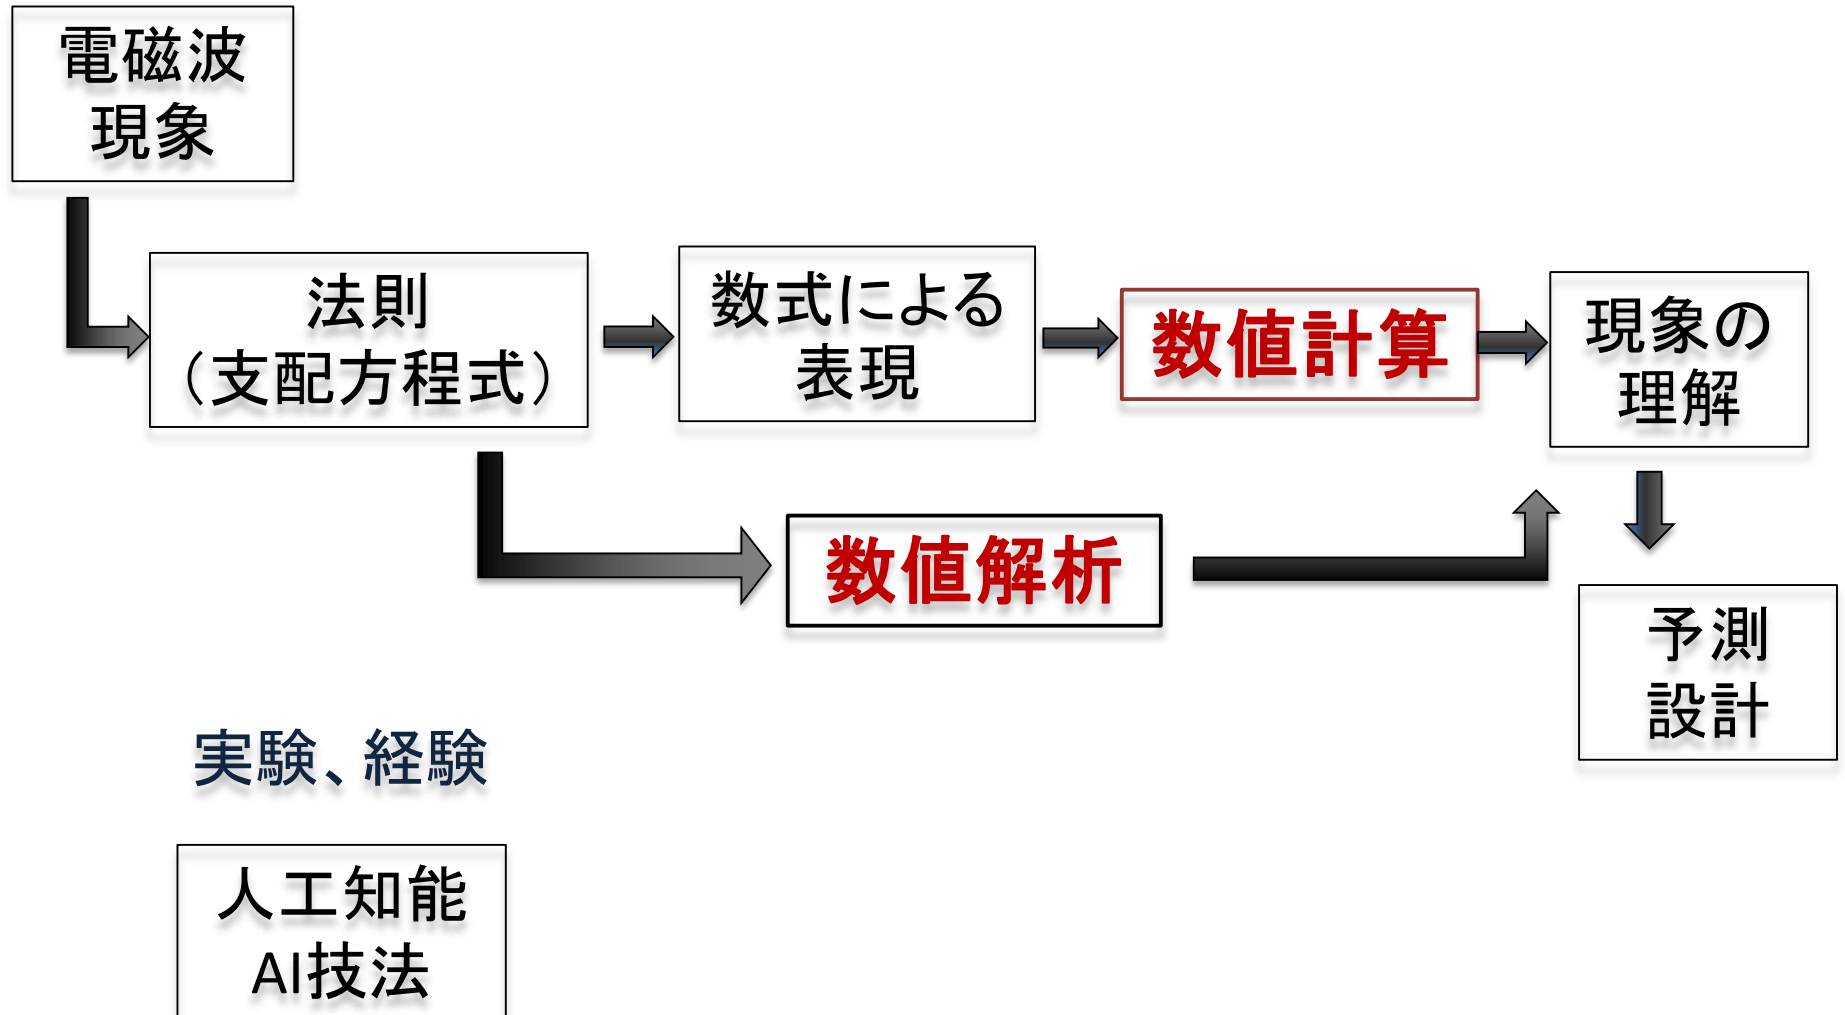 電磁波
現象
法則
（支配方程式）
数式による
表現
数値計算
現象の
理解
数値解析
予測
設計
実験、経験
人工知能
AI技法